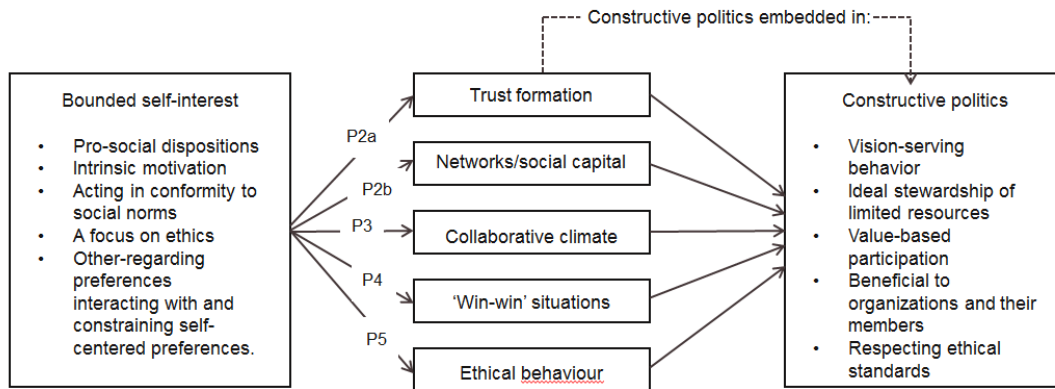 Constructive politics embedded in:
Bounded self-interest
• Pro-social dispositions
• Intrinsic motivation
• Acting in conformity to
social norms
• A focus on ethics
• Other-regarding
preferences
interacting with and
constraining self-
centered preferences.
P2a
P2b
P3
P4
P5
Trust formation
Networks/social capital
Collaborative climate
‘Win-win’ situations
Ethical behaviour
Constructive politics
• Vision-serving
behavior
• Ideal stewardship of
limited resources
• Value-based
participation
• Beneficial to
organizations and their
members
• Respecting ethical
standards